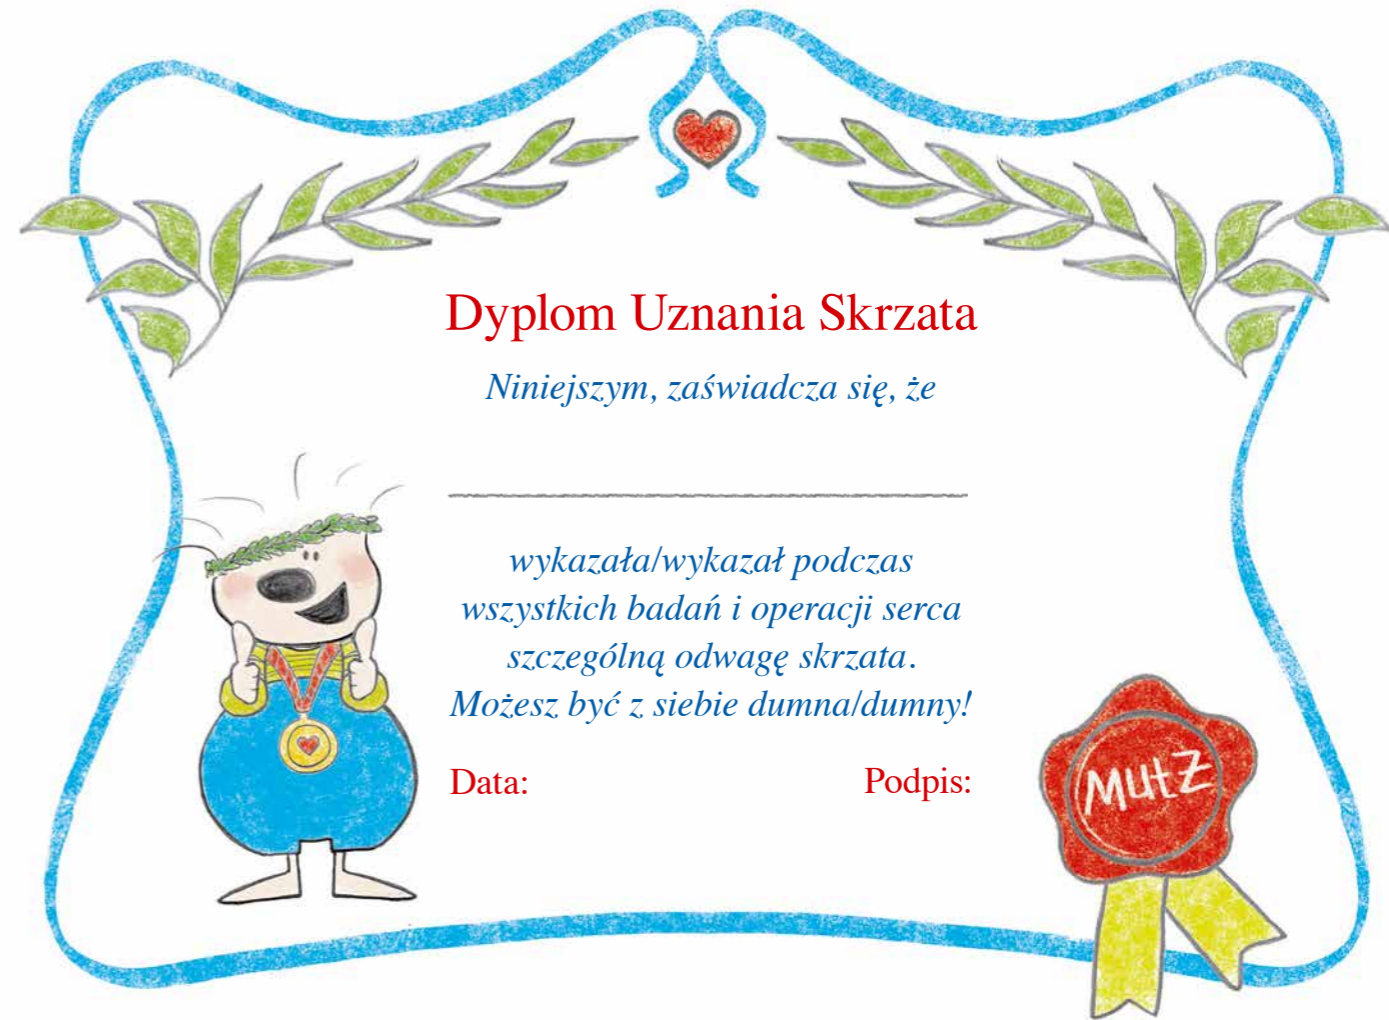 Dyplom Uznania Skrzata
Niniejszym, zaświadcza się, że
wykazała/wykazał podczas
wszystkich badań i operacji serca
szczególną odwagę skrzata.
Możesz być z siebie dumna/dumny!
Data:
Podpis:
MUtZ